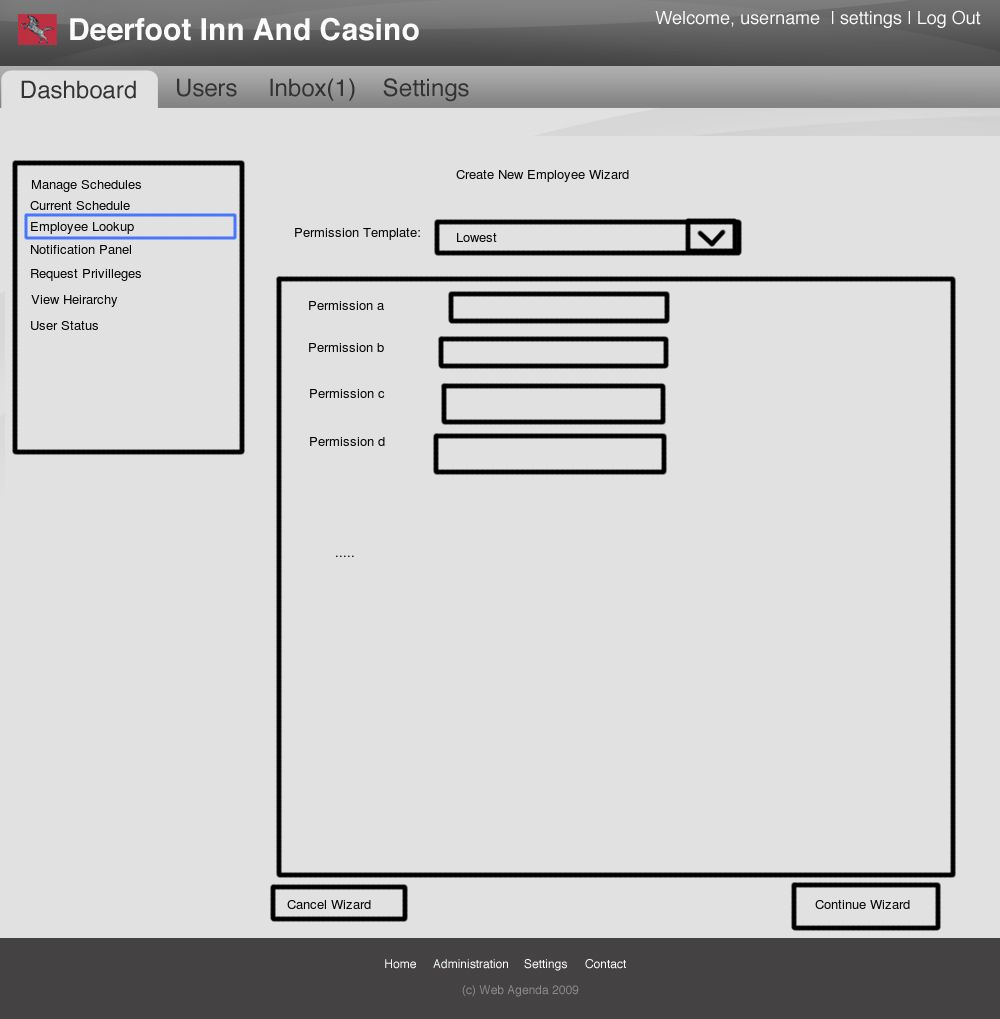 Deerfoot Inn And Casino
Welcome, username | settings | Log Out
Dashboard Users Inbox(1) Settings
Manage Schedules
Current Schedule
Employee Lookup
Notification Panel
Request Privilleges
View Heirarchy
User Status
Create New Employee Wizard
Permission Template: Lowest
Permission a
Permission b
Permission c
Permission d
.....
Cancel Wizard Continue Wizard
Home Administration Settings Contact
(c) Web Agenda 2009